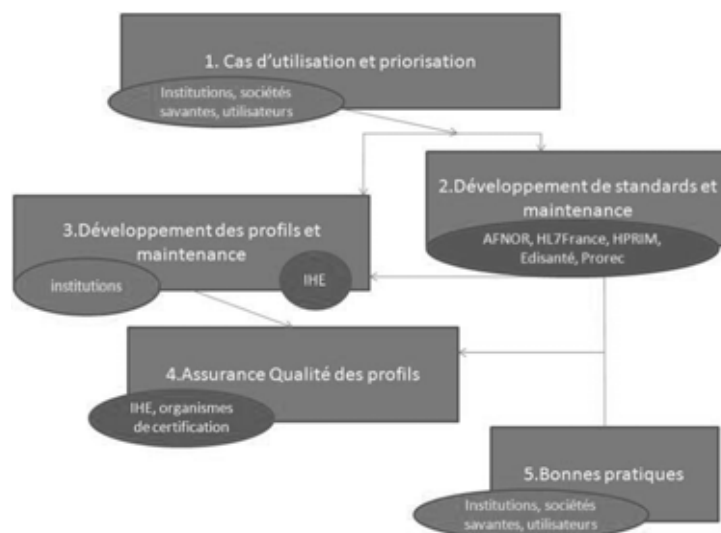 1. Cas d'utilisation et priorisation
Institutions, sociétés
savantes, utilisateurs
2.Développement de standards et
maintenance
AFNOR, HL7France, HPRIM,
Edisanté, Prorec
3.Développement des profils et
maintenance
institutions
IHE
4.Assurance Qualité des profils
IHE, organismes
de certification
5.Bonnes pratiques
Institutions, sociétés
savantes, utilisateurs